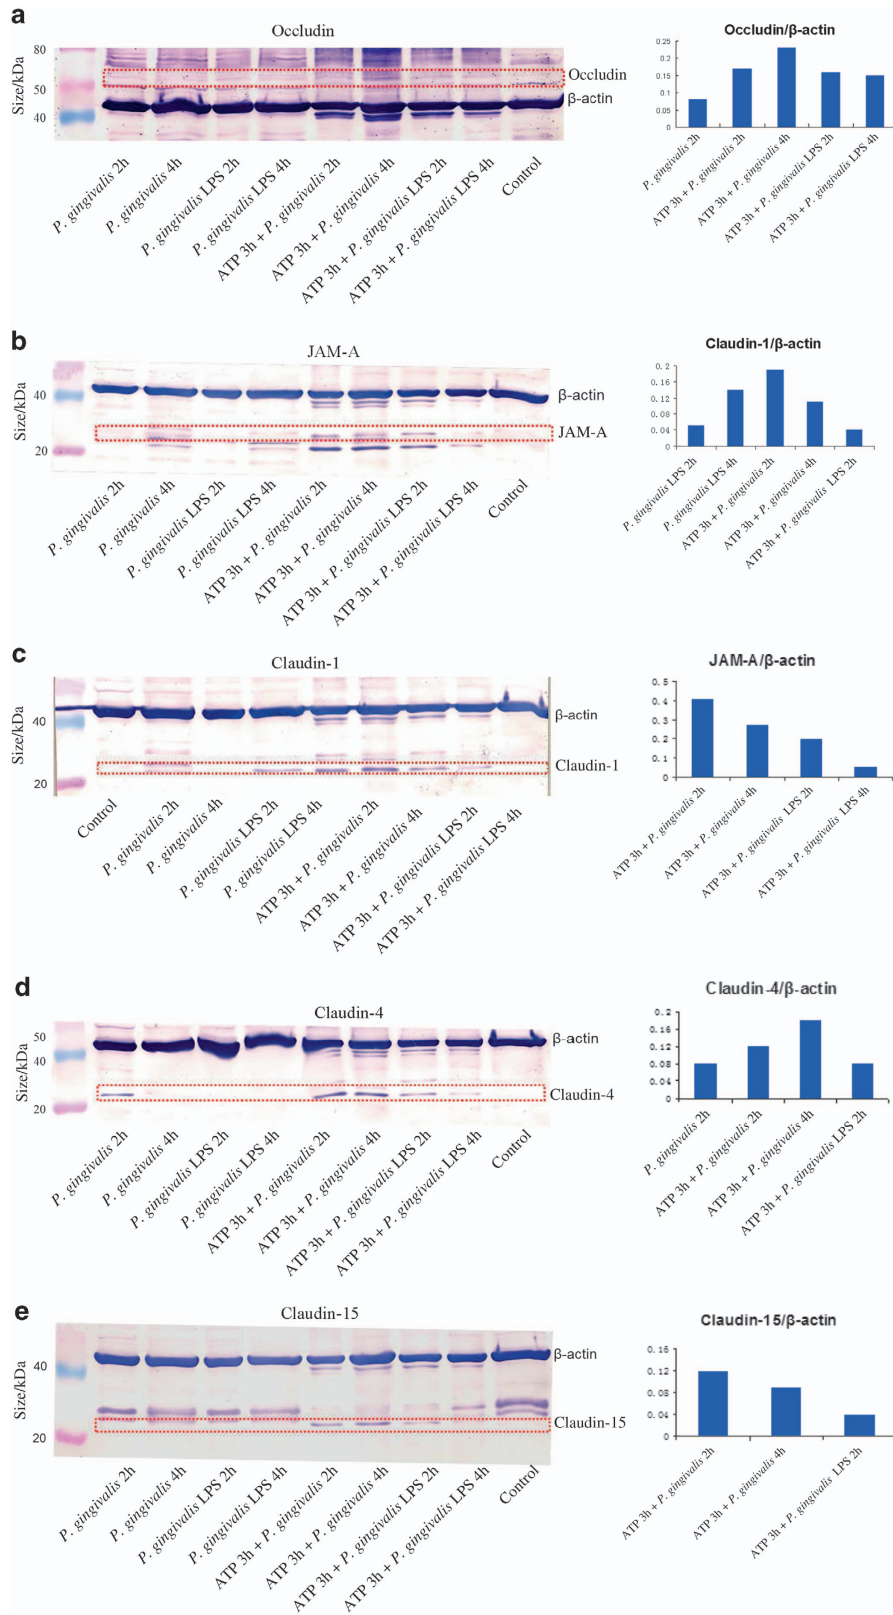 a
Occludin
Size/kDa
80
50
40
Occludin
β-actin
P. gingivalis 2h
P. gingivalis 4h
P. gingivalis LPS 2h
P. gingivalis LPS 4h
ATP 3h + P. gingivalis 2h
ATP 3h + P. gingivalis 4h
ATP 3h + P. gingivalis LPS 2h
ATP 3h + P. gingivalis LPS 4h
Control
Occludin/β-actin
0.25
0.2
0.15
0.1
0.05
0
P. gingivalis 2h
ATP 3h + P. gingivalis 2h
ATP 3h + P. gingivalis 4h
ATP 3h + P. gingivalis LPS 2h
ATP 3h + P. gingivalis LPS 4h
b
JAM-A
Size/kDa
40
20
β-actin
JAM-A
P. gingivalis 2h
P. gingivalis 4h
P. gingivalis LPS 2h
P. gingivalis LPS 4h
ATP 3h + P. gingivalis 2h
ATP 3h + P. gingivalis 4h
ATP 3h + P. gingivalis LPS 2h
ATP 3h + P. gingivalis LPS 4h
Control
Claudin-1/β-actin
0.2
0.16
0.12
0.08
0.04
0
P. gingivalis LPS 2h
P. gingivalis LPS 4h
ATP 3h + P. gingivalis 2h
ATP 3h + P. gingivalis 4h
ATP 3h + P. gingivalis LPS 2h
c
Claudin-1
Size/kDa
40
20
β-actin
Claudin-1
Control
P. gingivalis 2h
P. gingivalis 4h
P. gingivalis LPS 2h
P. gingivalis LPS 4h
ATP 3h + P. gingivalis 2h
ATP 3h + P. gingivalis 4h
ATP 3h + P. gingivalis LPS 2h
ATP 3h + P. gingivalis LPS 4h
JAM-A/β-actin
0.5
0.4
0.3
0.2
0.1
0
ATP 3h + P. gingivalis 2h
ATP 3h + P. gingivalis 4h
ATP 3h + P. gingivalis LPS 2h
ATP 3h + P. gingivalis LPS 4h
d
Claudin-4
Size/kDa
50
40
20
β-actin
Claudin-4
P. gingivalis 2h
P. gingivalis 4h
P. gingivalis LPS 2h
P. gingivalis LPS 4h
ATP 3h + P. gingivalis 2h
ATP 3h + P. gingivalis 4h
ATP 3h + P. gingivalis LPS 2h
ATP 3h + P. gingivalis LPS 4h
Control
Claudin-4/β-actin
0.2
0.16
0.12
0.08
0.04
0
P. gingivalis 2h
ATP 3h + P. gingivalis 2h
ATP 3h + P. gingivalis 4h
ATP 3h + P. gingivalis LPS 2h
e
Claudin-15
Size/kDa
40
20
β-actin
Claudin-15
P. gingivalis 2h
P. gingivalis 4h
P. gingivalis LPS 2h
P. gingivalis LPS 4h
ATP 3h + P. gingivalis 2h
ATP 3h + P. gingivalis 4h
ATP 3h + P. gingivalis LPS 2h
ATP 3h + P. gingivalis LPS 4h
Control
Claudin-15/β-actin
0.16
0.12
0.08
0.04
0
ATP 3h + P. gingivalis 2h
ATP 3h + P. gingivalis 4h
ATP 3h + P. gingivalis LPS 2h